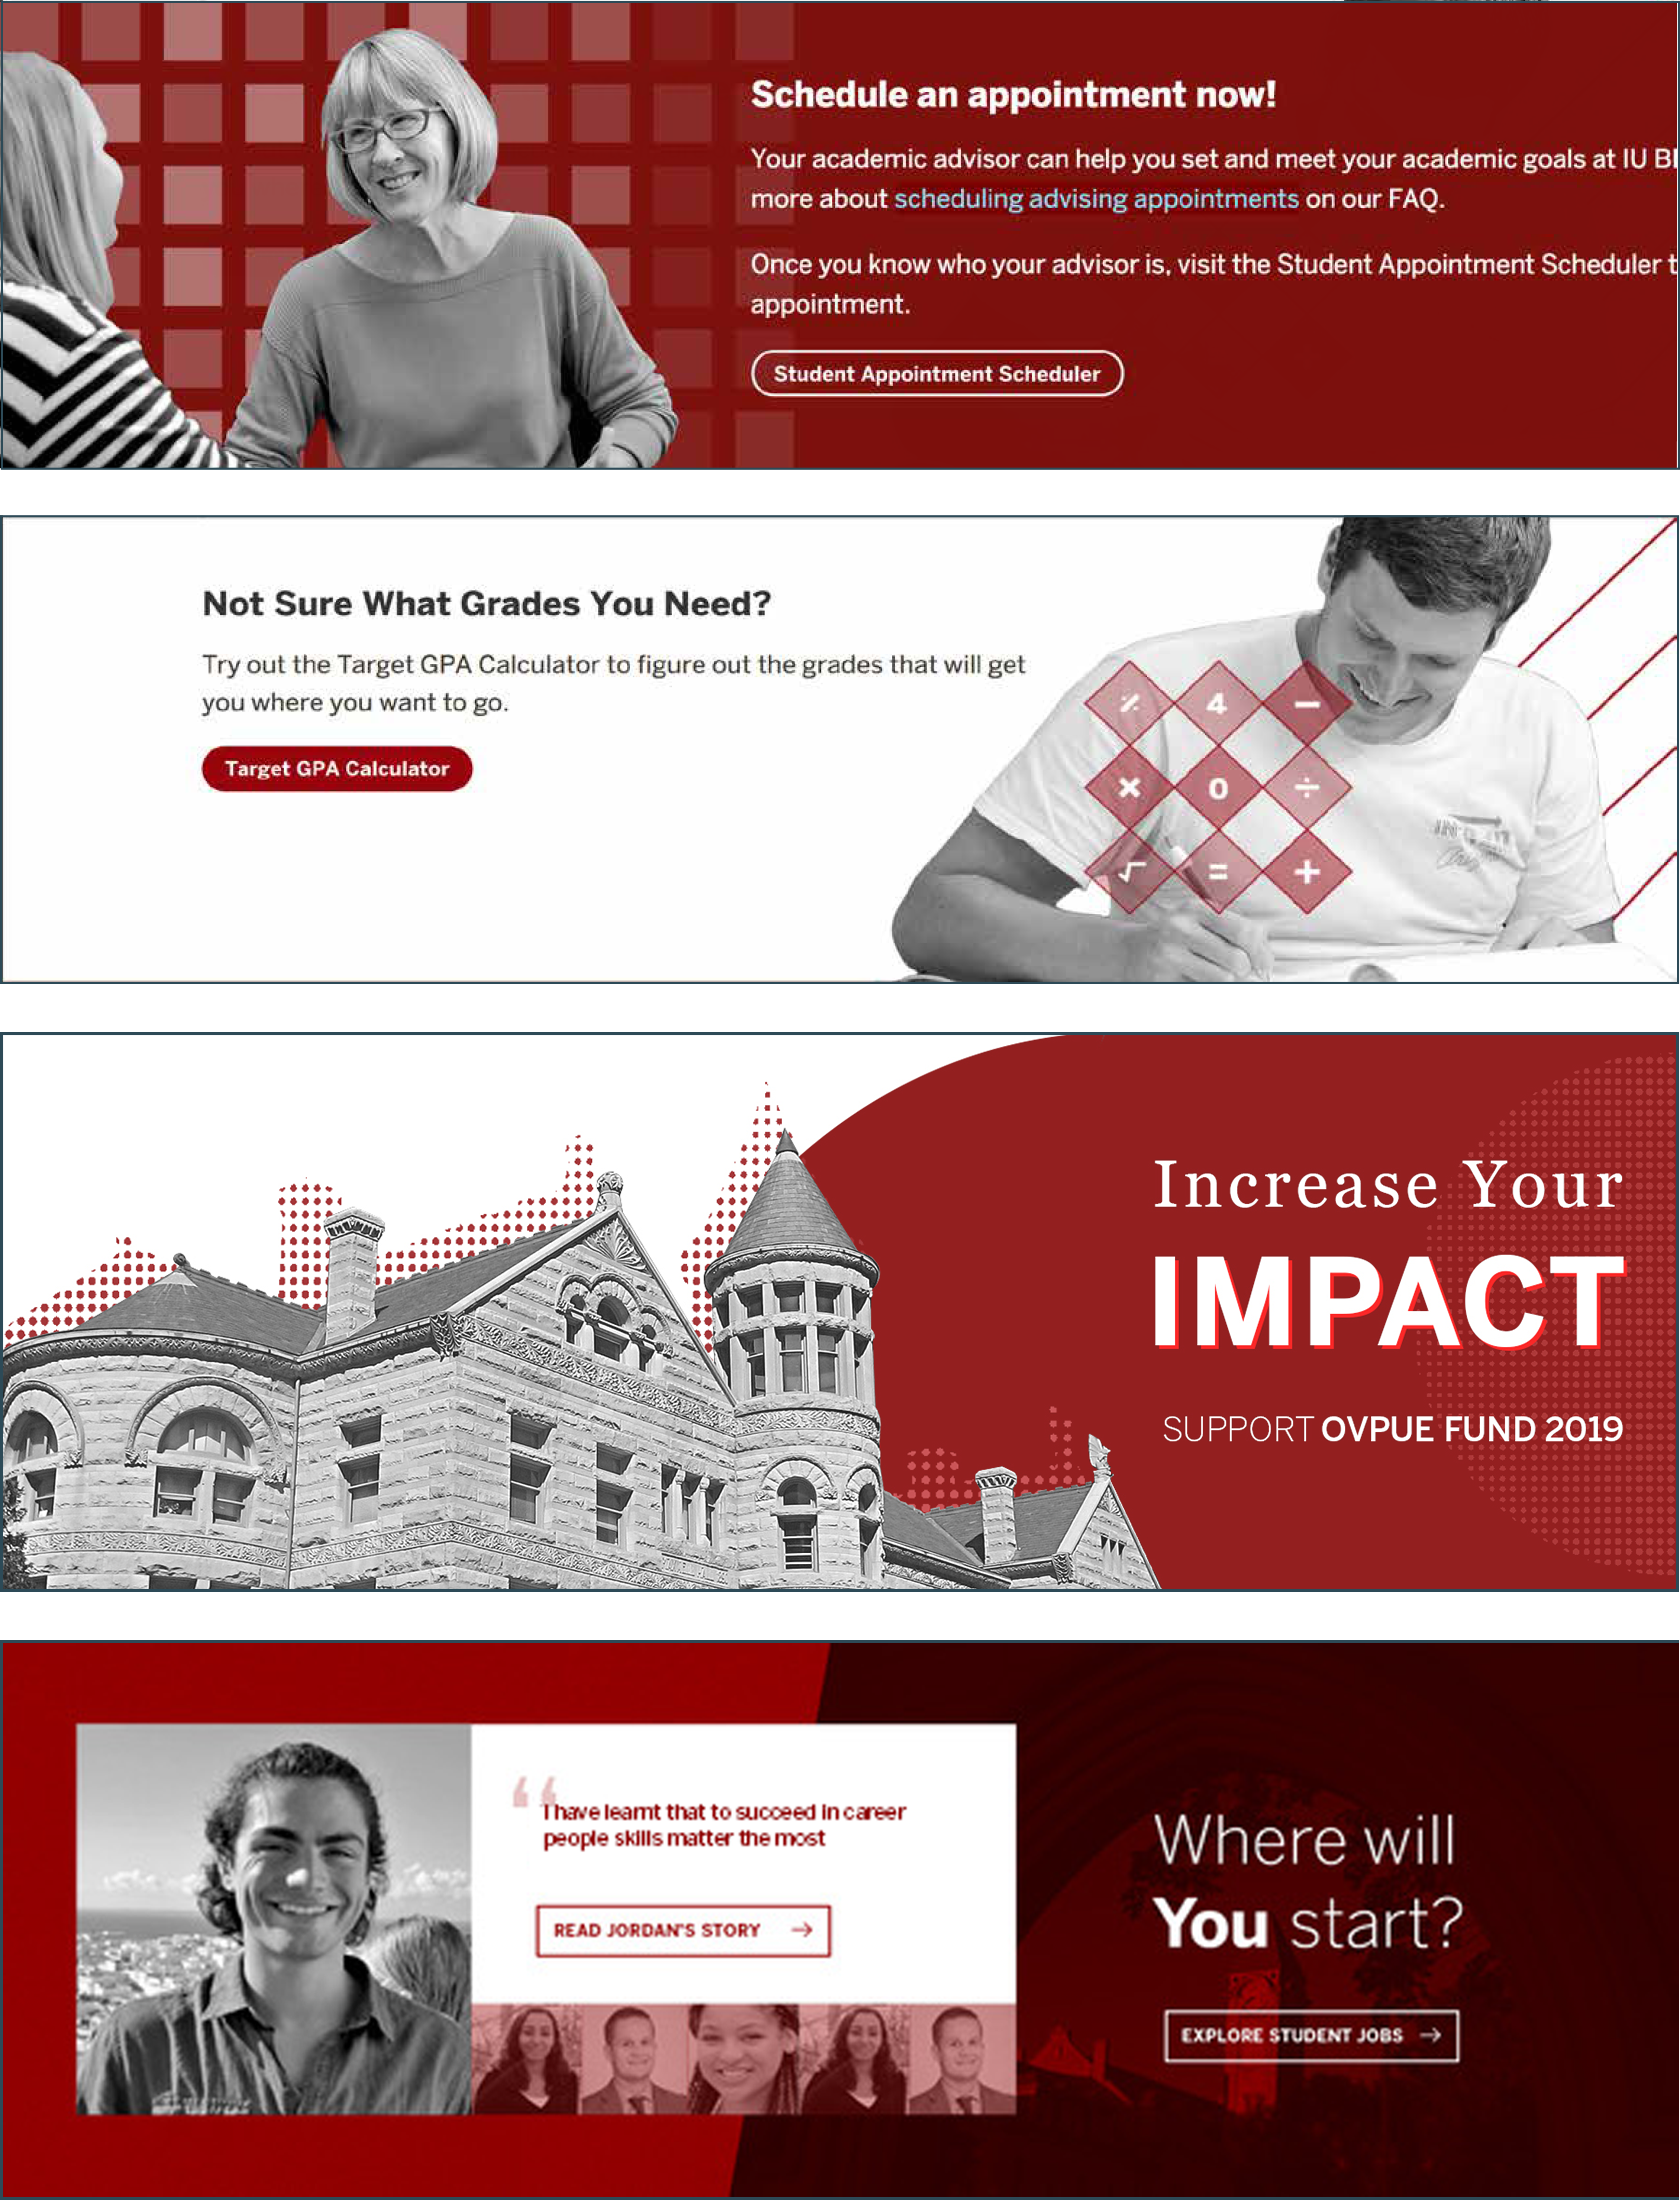 Schedule an appointment now!
Your academic advisor can help you set and meet your academic goals at IU
more about scheduling advising appointments on our FAQ.
Once you know who your advisor is, visit the Student Appointment Scheduler
appointment.
Student Appointment Scheduler
Not Sure What Grades You Need?
Try out the Target GPA Calculator to figure out the grades that will get
you where you want to go.
Target GPA Calculator
% 4 −
× 0 ÷
√ = +
Increase Your
IMPACT
SUPPORT OVPUE FUND 2019
“
I have learnt that to succeed in career
people skills matter the most
READ JORDAN'S STORY →
Where will
You start?
EXPLORE STUDENT JOBS →